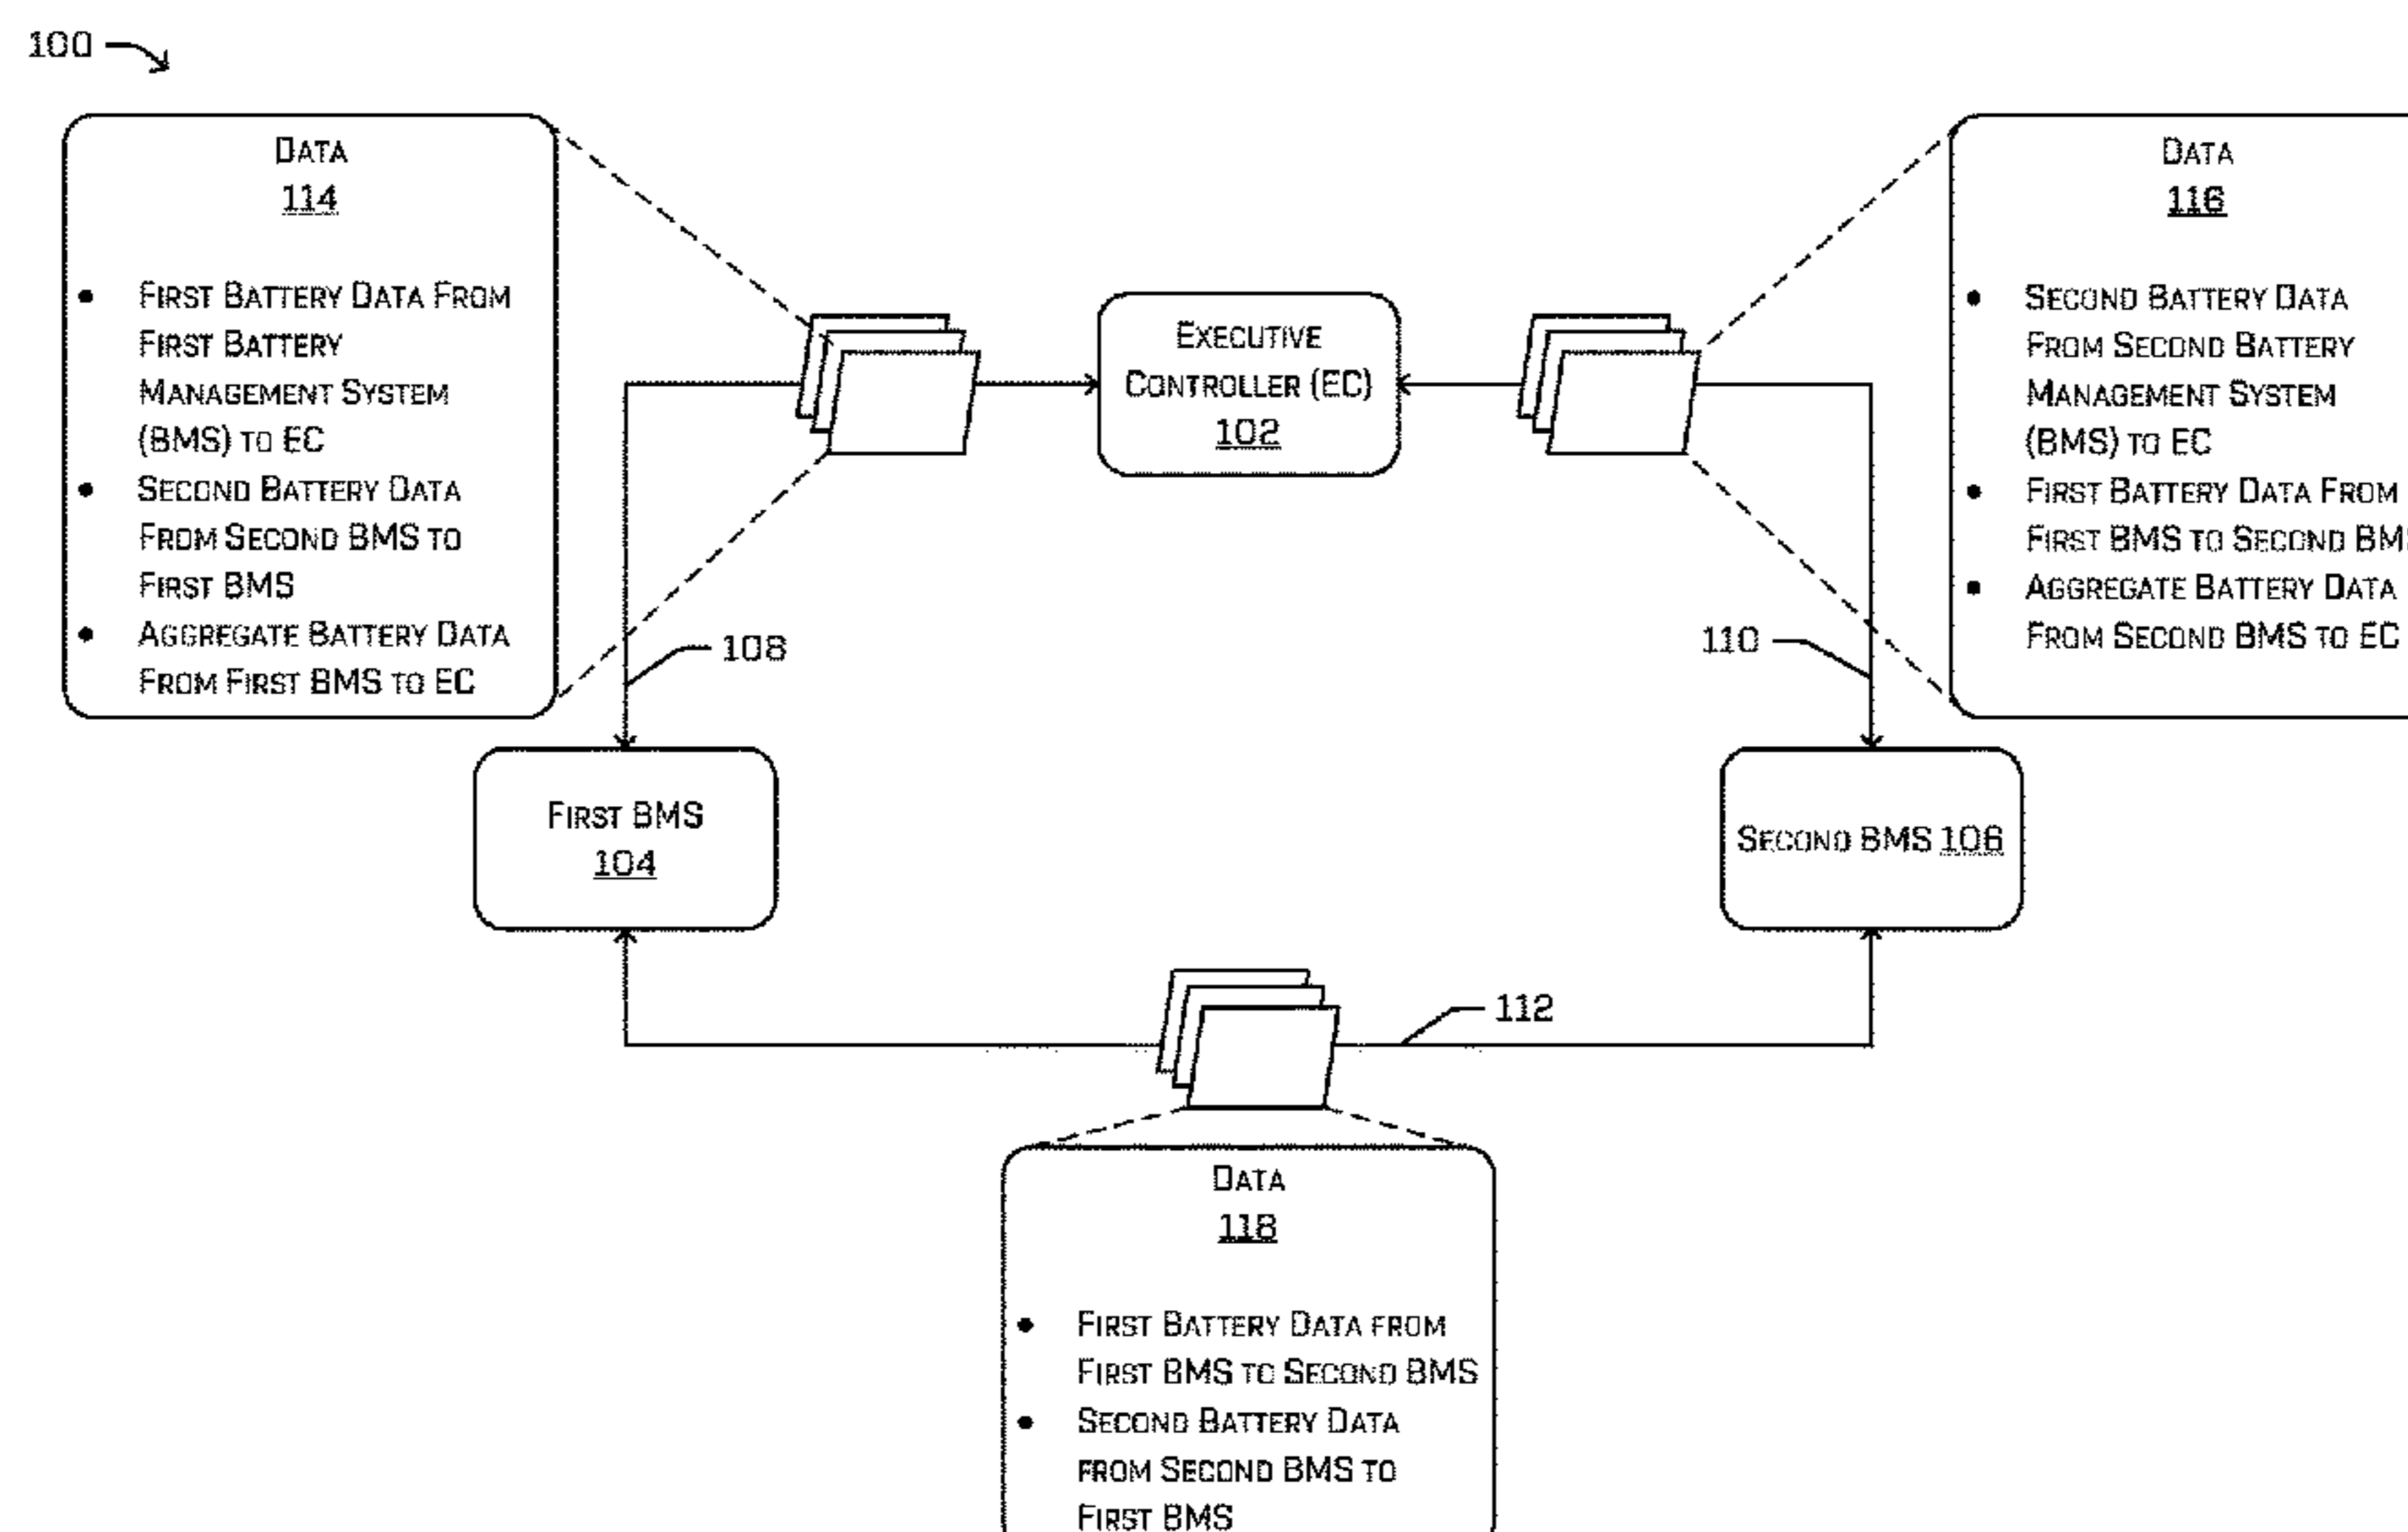 100
DATA
114
• FIRST BATTERY DATA FROM
FIRST BATTERY
MANAGEMENT SYSTEM
(BMS) TO EC
• SECOND BATTERY DATA
FROM SECOND BMS TO
FIRST BMS
• AGGREGATE BATTERY DATA
FROM FIRST BMS TO EC
EXECUTIVE
CONTROLLER (EC)
102
DATA
116
• SECOND BATTERY DATA
FROM SECOND BATTERY
MANAGEMENT SYSTEM
(BMS) TO EC
• FIRST BATTERY DATA FROM
FIRST BMS TO SECOND
• AGGREGATE BATTERY DATA
FROM SECOND BMS TO EC
108
110
FIRST BMS
104
SECOND BMS 106
112
DATA
118
• FIRST BATTERY DATA FROM
FIRST BMS TO SECOND BMS
• SECOND BATTERY DATA
FROM SECOND BMS TO
FIRST BMS